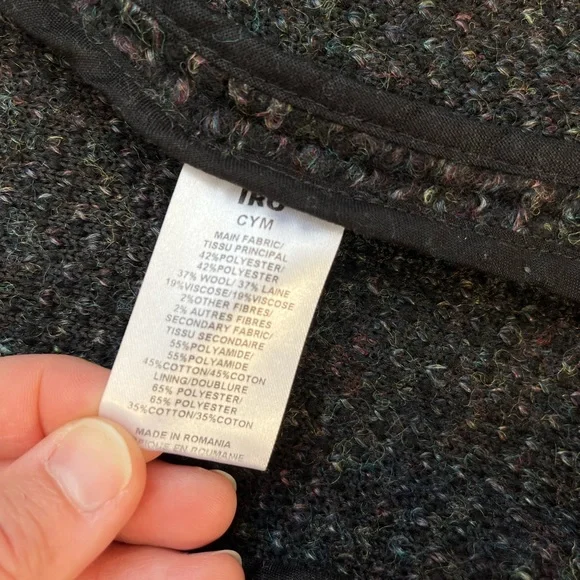 IRO
CYM
MAIN FABRIC/
TISSU PRINCIPAL
42%POLYESTER/
42%POLYESTER
37% WOOL/ 37% LAINE
19%VISCOSE/19%VISCOSE
2%OTHER FIBRES
2% AUTRES FIBRES
SECONDARY FABRIC/
TISSU SECONDAIRE
55%POLYAMIDE/
55%POLYAMIDE
45%COTTON/45%COTON
LINING/DOUBLURE
65% POLYESTER/
65% POLYESTER
35%COTTON/35%COTON
MADE IN ROMANIA
EN ROUMANIE